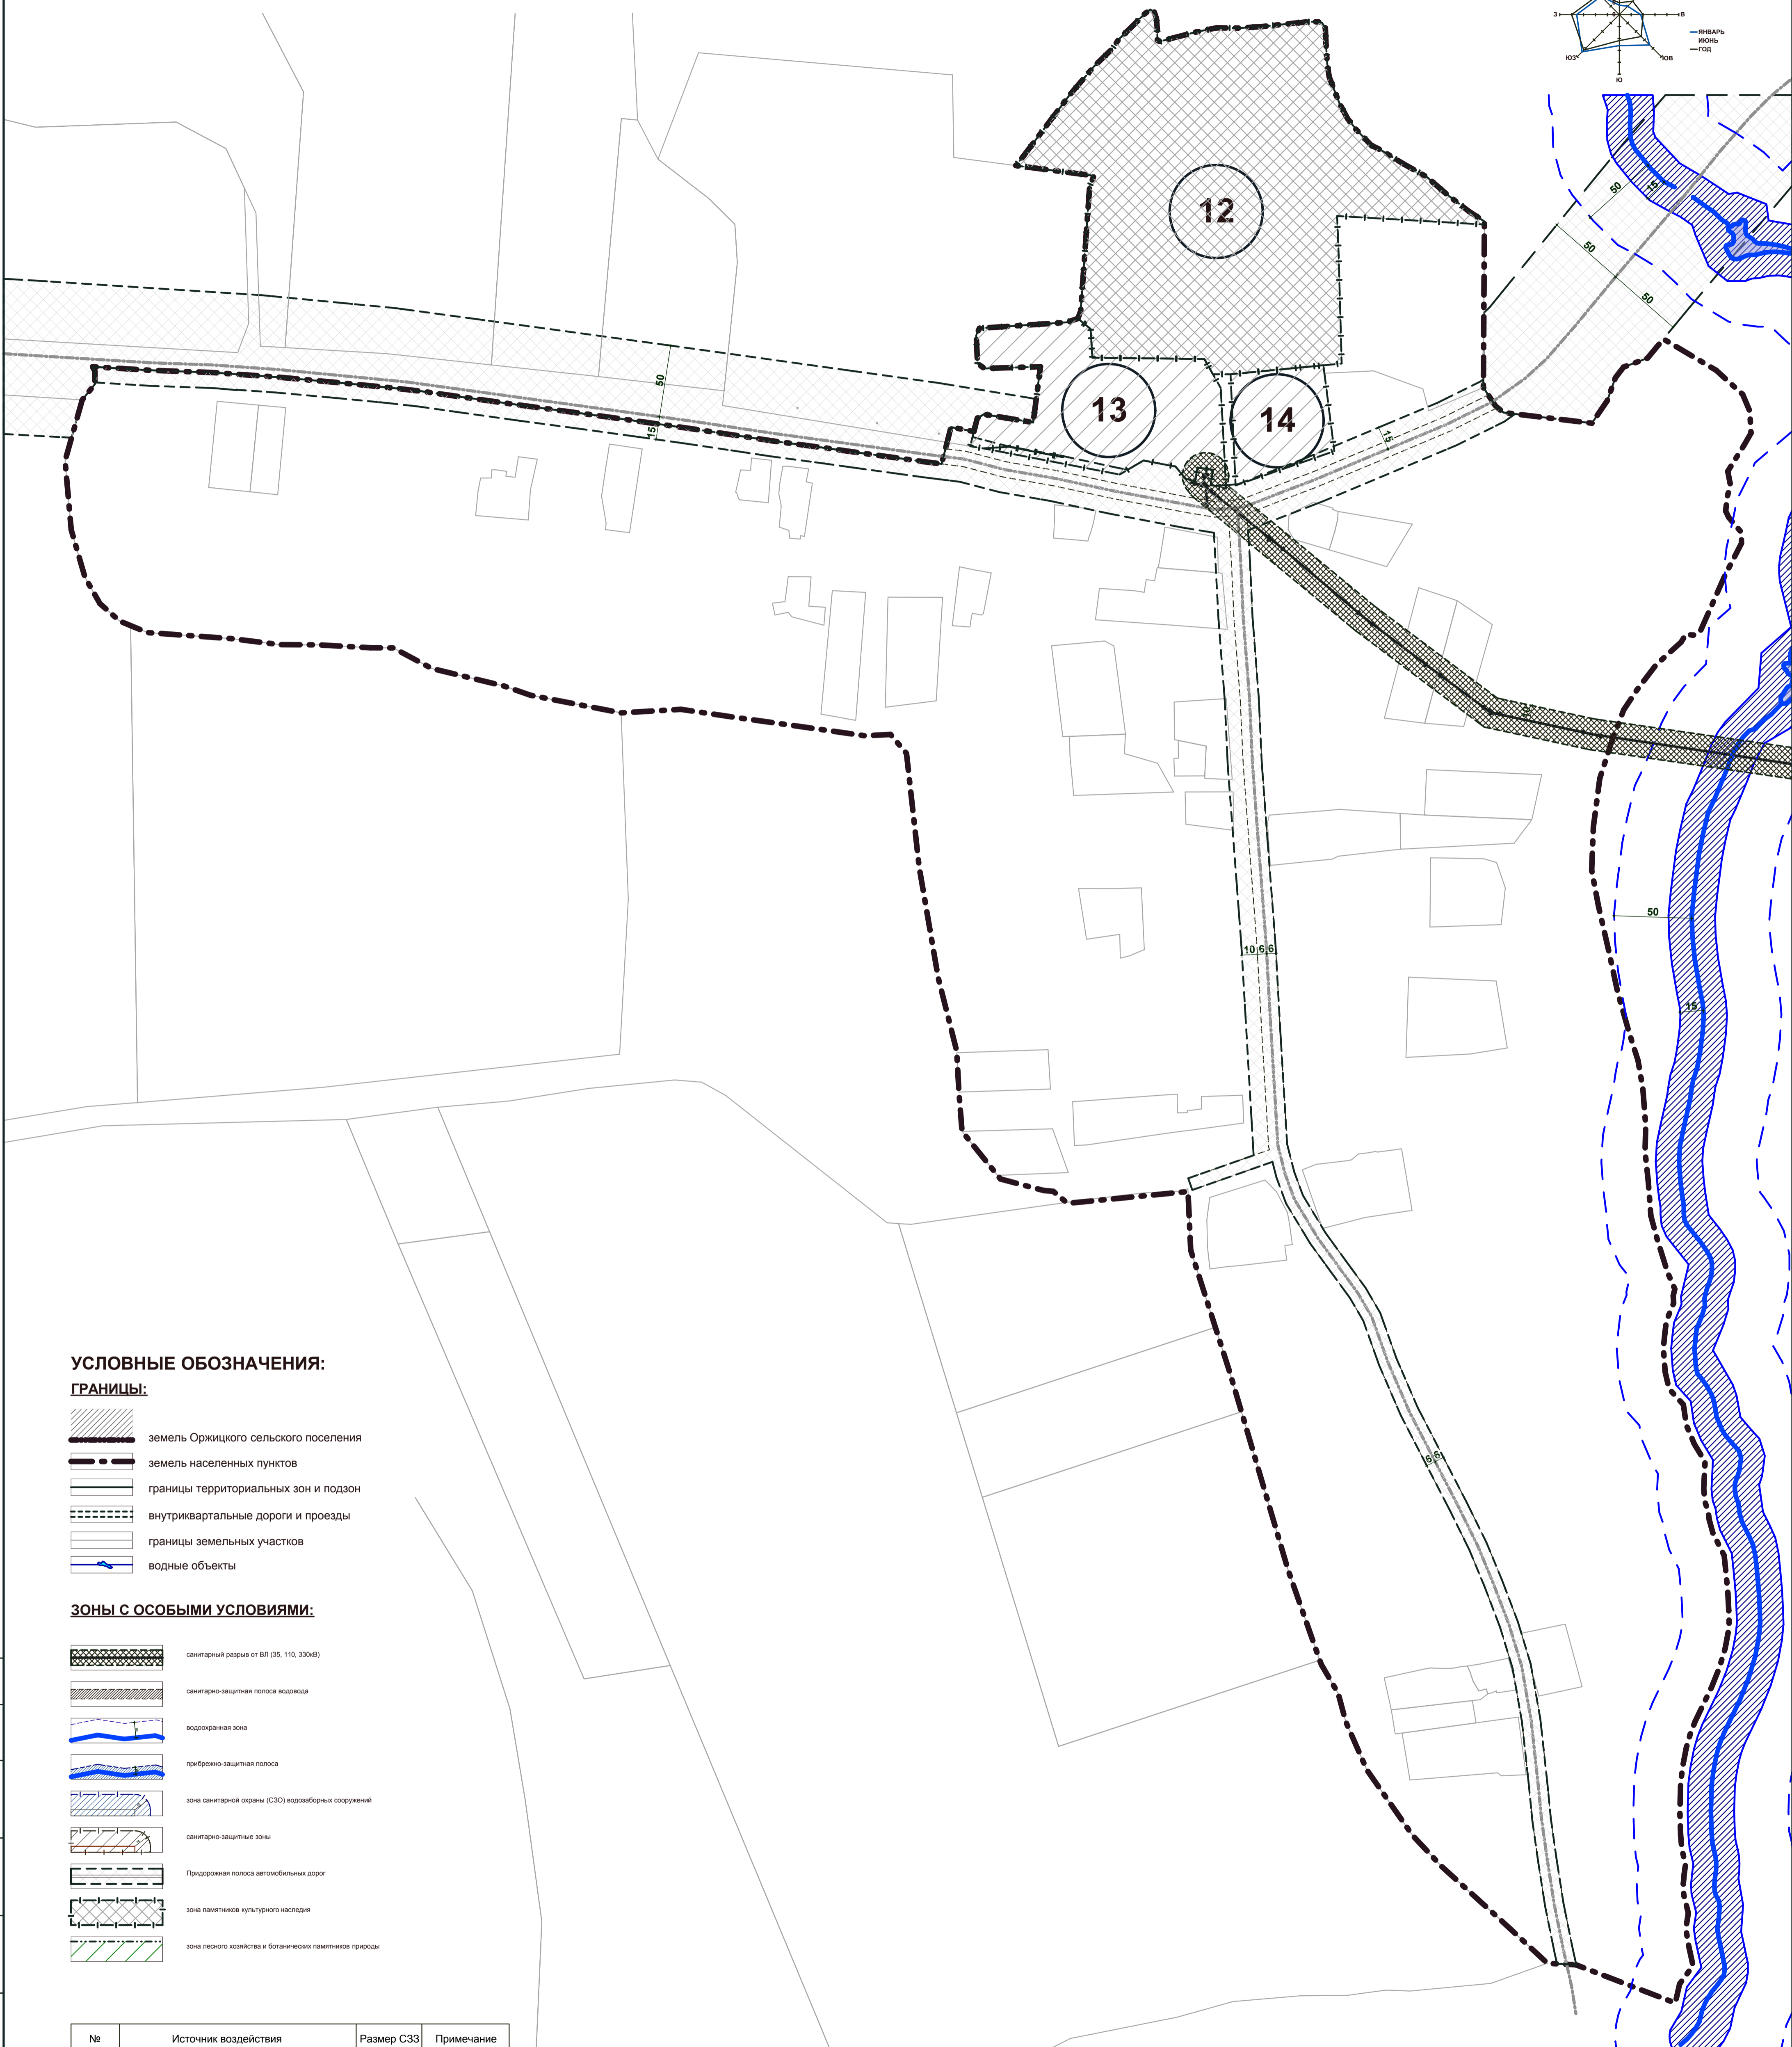 З
В
ЯНВАРЬ
ИЮНЬ
ГОД
ЮЗ
ЮВ
Ю
50
15
12
50
50
50
15
13
14
15
10
50
10 6 6
15
6 6
УСЛОВНЫЕ ОБОЗНАЧЕНИЯ:
ГРАНИЦЫ:
земель Оржицкого сельского поселения
земель населенных пунктов
границы территориальных зон и подзон
внутриквартальные дороги и проезды
границы земельных участков
водные объекты
ЗОНЫ С ОСОБЫМИ УСЛОВИЯМИ:
санитарный разрыв от ВЛ (35, 110, 330кВ)
санитарно-защитная полоса водовода
водоохранная зона
прибрежно-защитная полоса
зона санитарной охраны (СЗО) водозаборных сооружений
санитарно-защитные зоны
Придорожная полоса автомобильных дорог
зона памятников культурного наследия
зона лесного хозяйства и ботанических памятников природы
№ Источник воздействия Размер СЗЗ Примечание